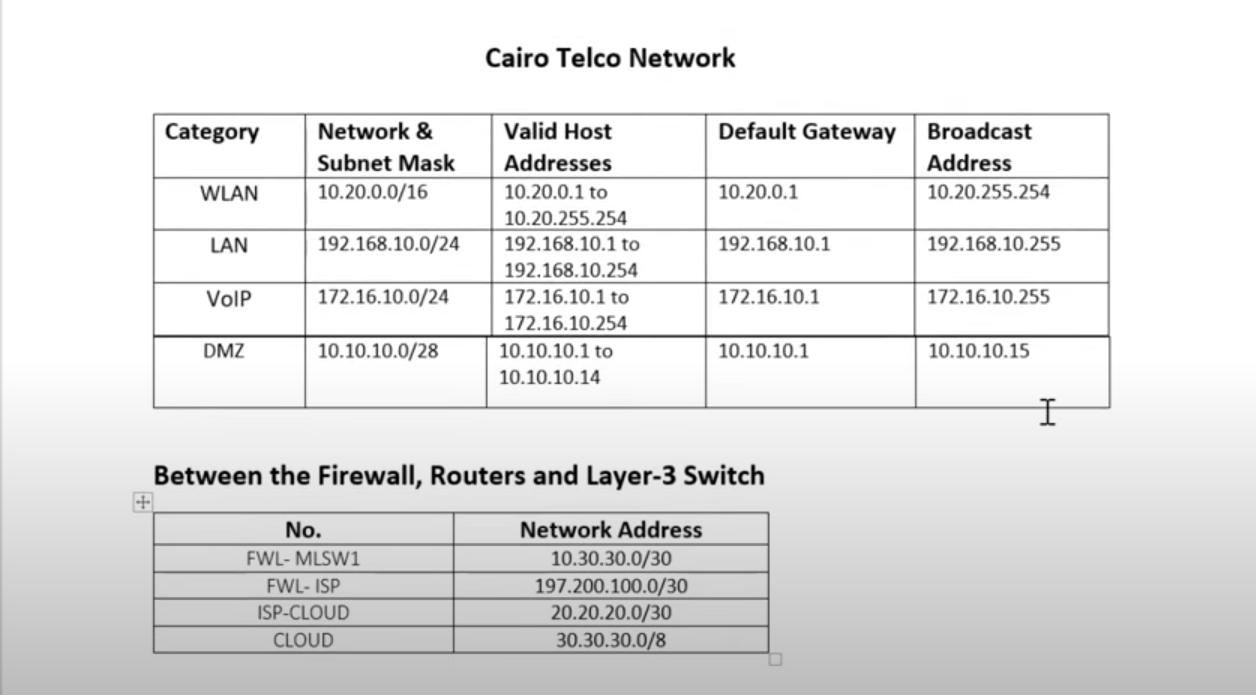 Cairo Telco Network
Category Network & Subnet Mask Valid Host Addresses Default Gateway Broadcast Address
WLAN 10.20.0.0/16 10.20.0.1 to 10.20.255.254 10.20.0.1 10.20.255.254
LAN 192.168.10.0/24 192.168.10.1 to 192.168.10.254 192.168.10.1 192.168.10.255
VoIP 172.16.10.0/24 172.16.10.1 to 172.16.10.254 172.16.10.1 172.16.10.255
DMZ 10.10.10.0/28 10.10.10.1 to 10.10.10.14 10.10.10.1 10.10.10.15
Between the Firewall, Routers and Layer-3 Switch
No. Network Address
FWL- MLSW1 10.30.30.0/30
FWL- ISP 197.200.100.0/30
ISP-CLOUD 20.20.20.0/30
CLOUD 30.30.30.0/8